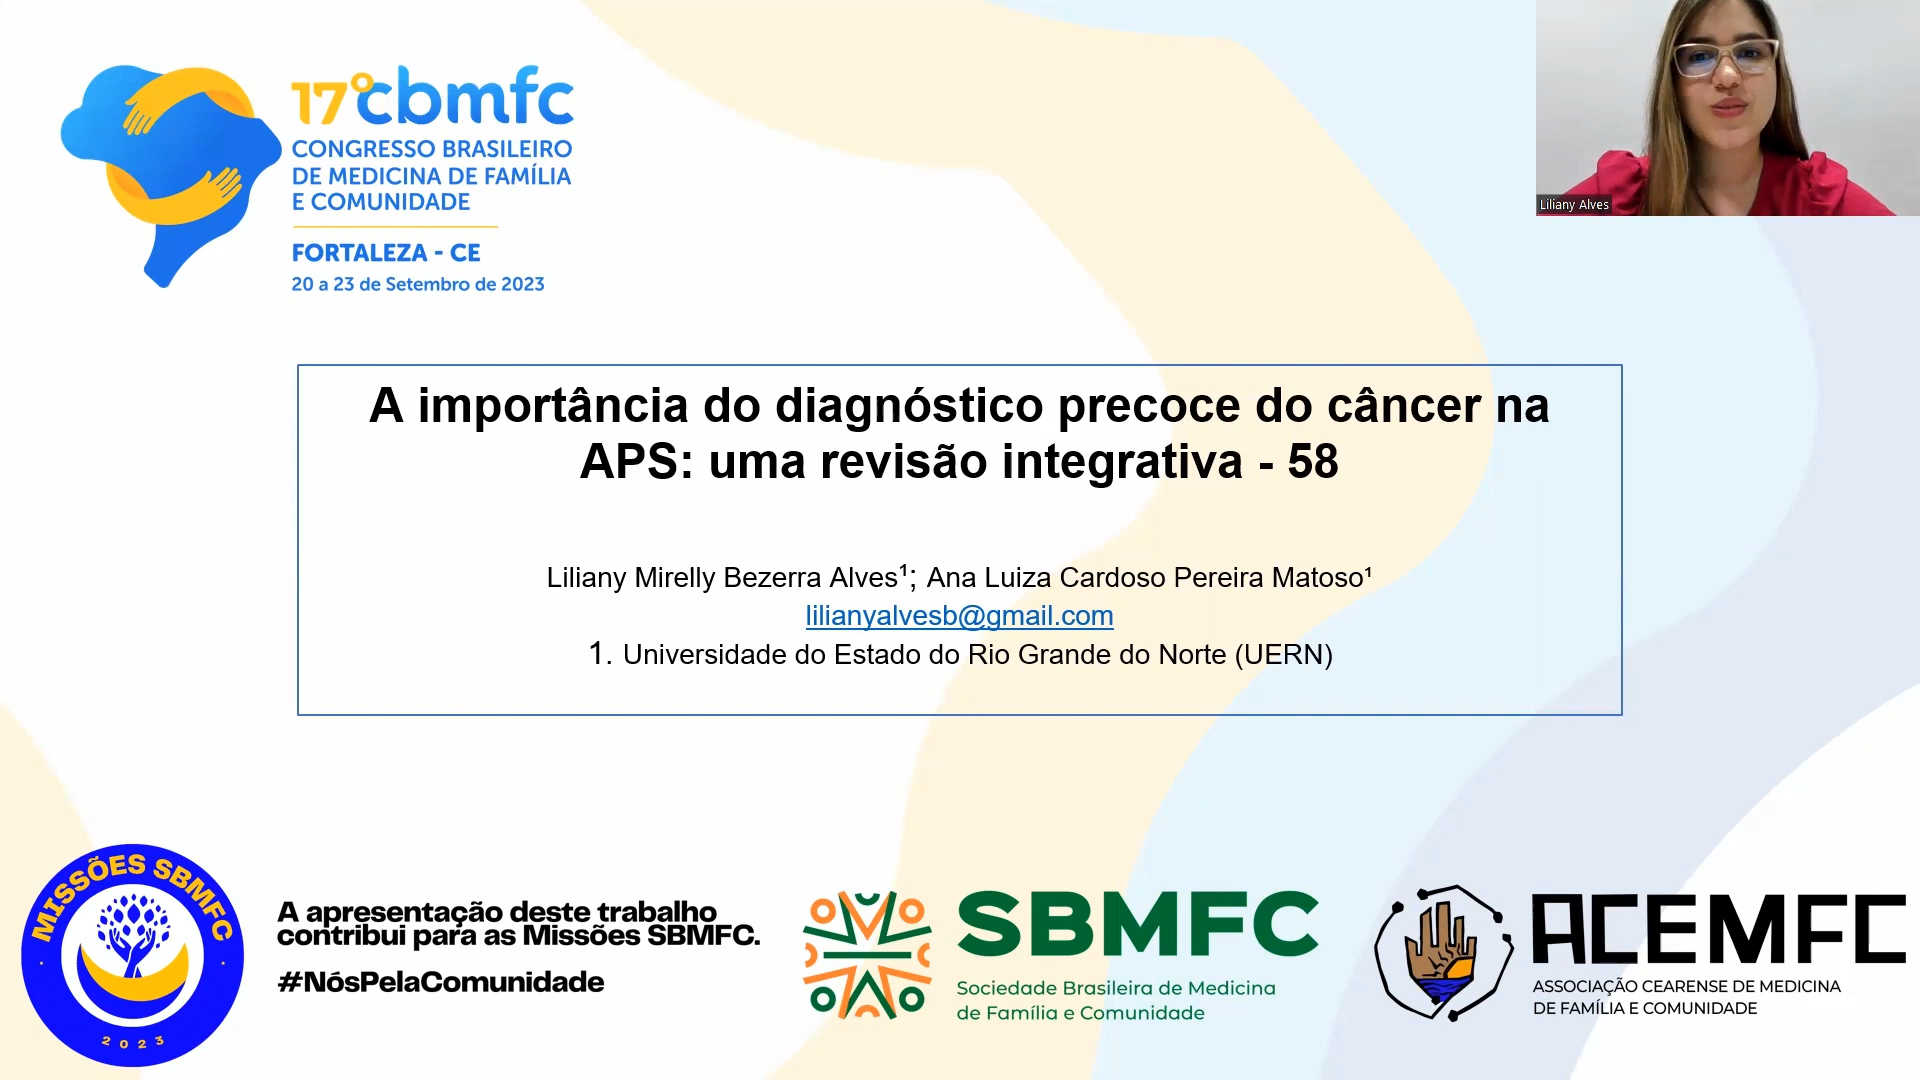 17º cbmfc
CONGRESSO BRASILEIRO
DE MEDICINA DE FAMÍLIA
E COMUNIDADE
FORTALEZA - CE
20 a 23 de Setembro de 2023
Liliany Alves
A importância do diagnóstico precoce do câncer na
APS: uma revisão integrativa - 58
Liliany Mirelly Bezerra Alves¹; Ana Luiza Cardoso Pereira Matoso¹
lilianyalvesb@gmail.com
1. Universidade do Estado do Rio Grande do Norte (UERN)
MISSÕES SBMFC
2023
A apresentação deste trabalho
contribui para as Missões SBMFC.
#NósPelaComunidade
SBMFC
Sociedade Brasileira de Medicina
de Família e Comunidade
ACEMFC
ASSOCIAÇÃO CEARENSE DE MEDICINA
DE FAMÍLIA E COMUNIDADE